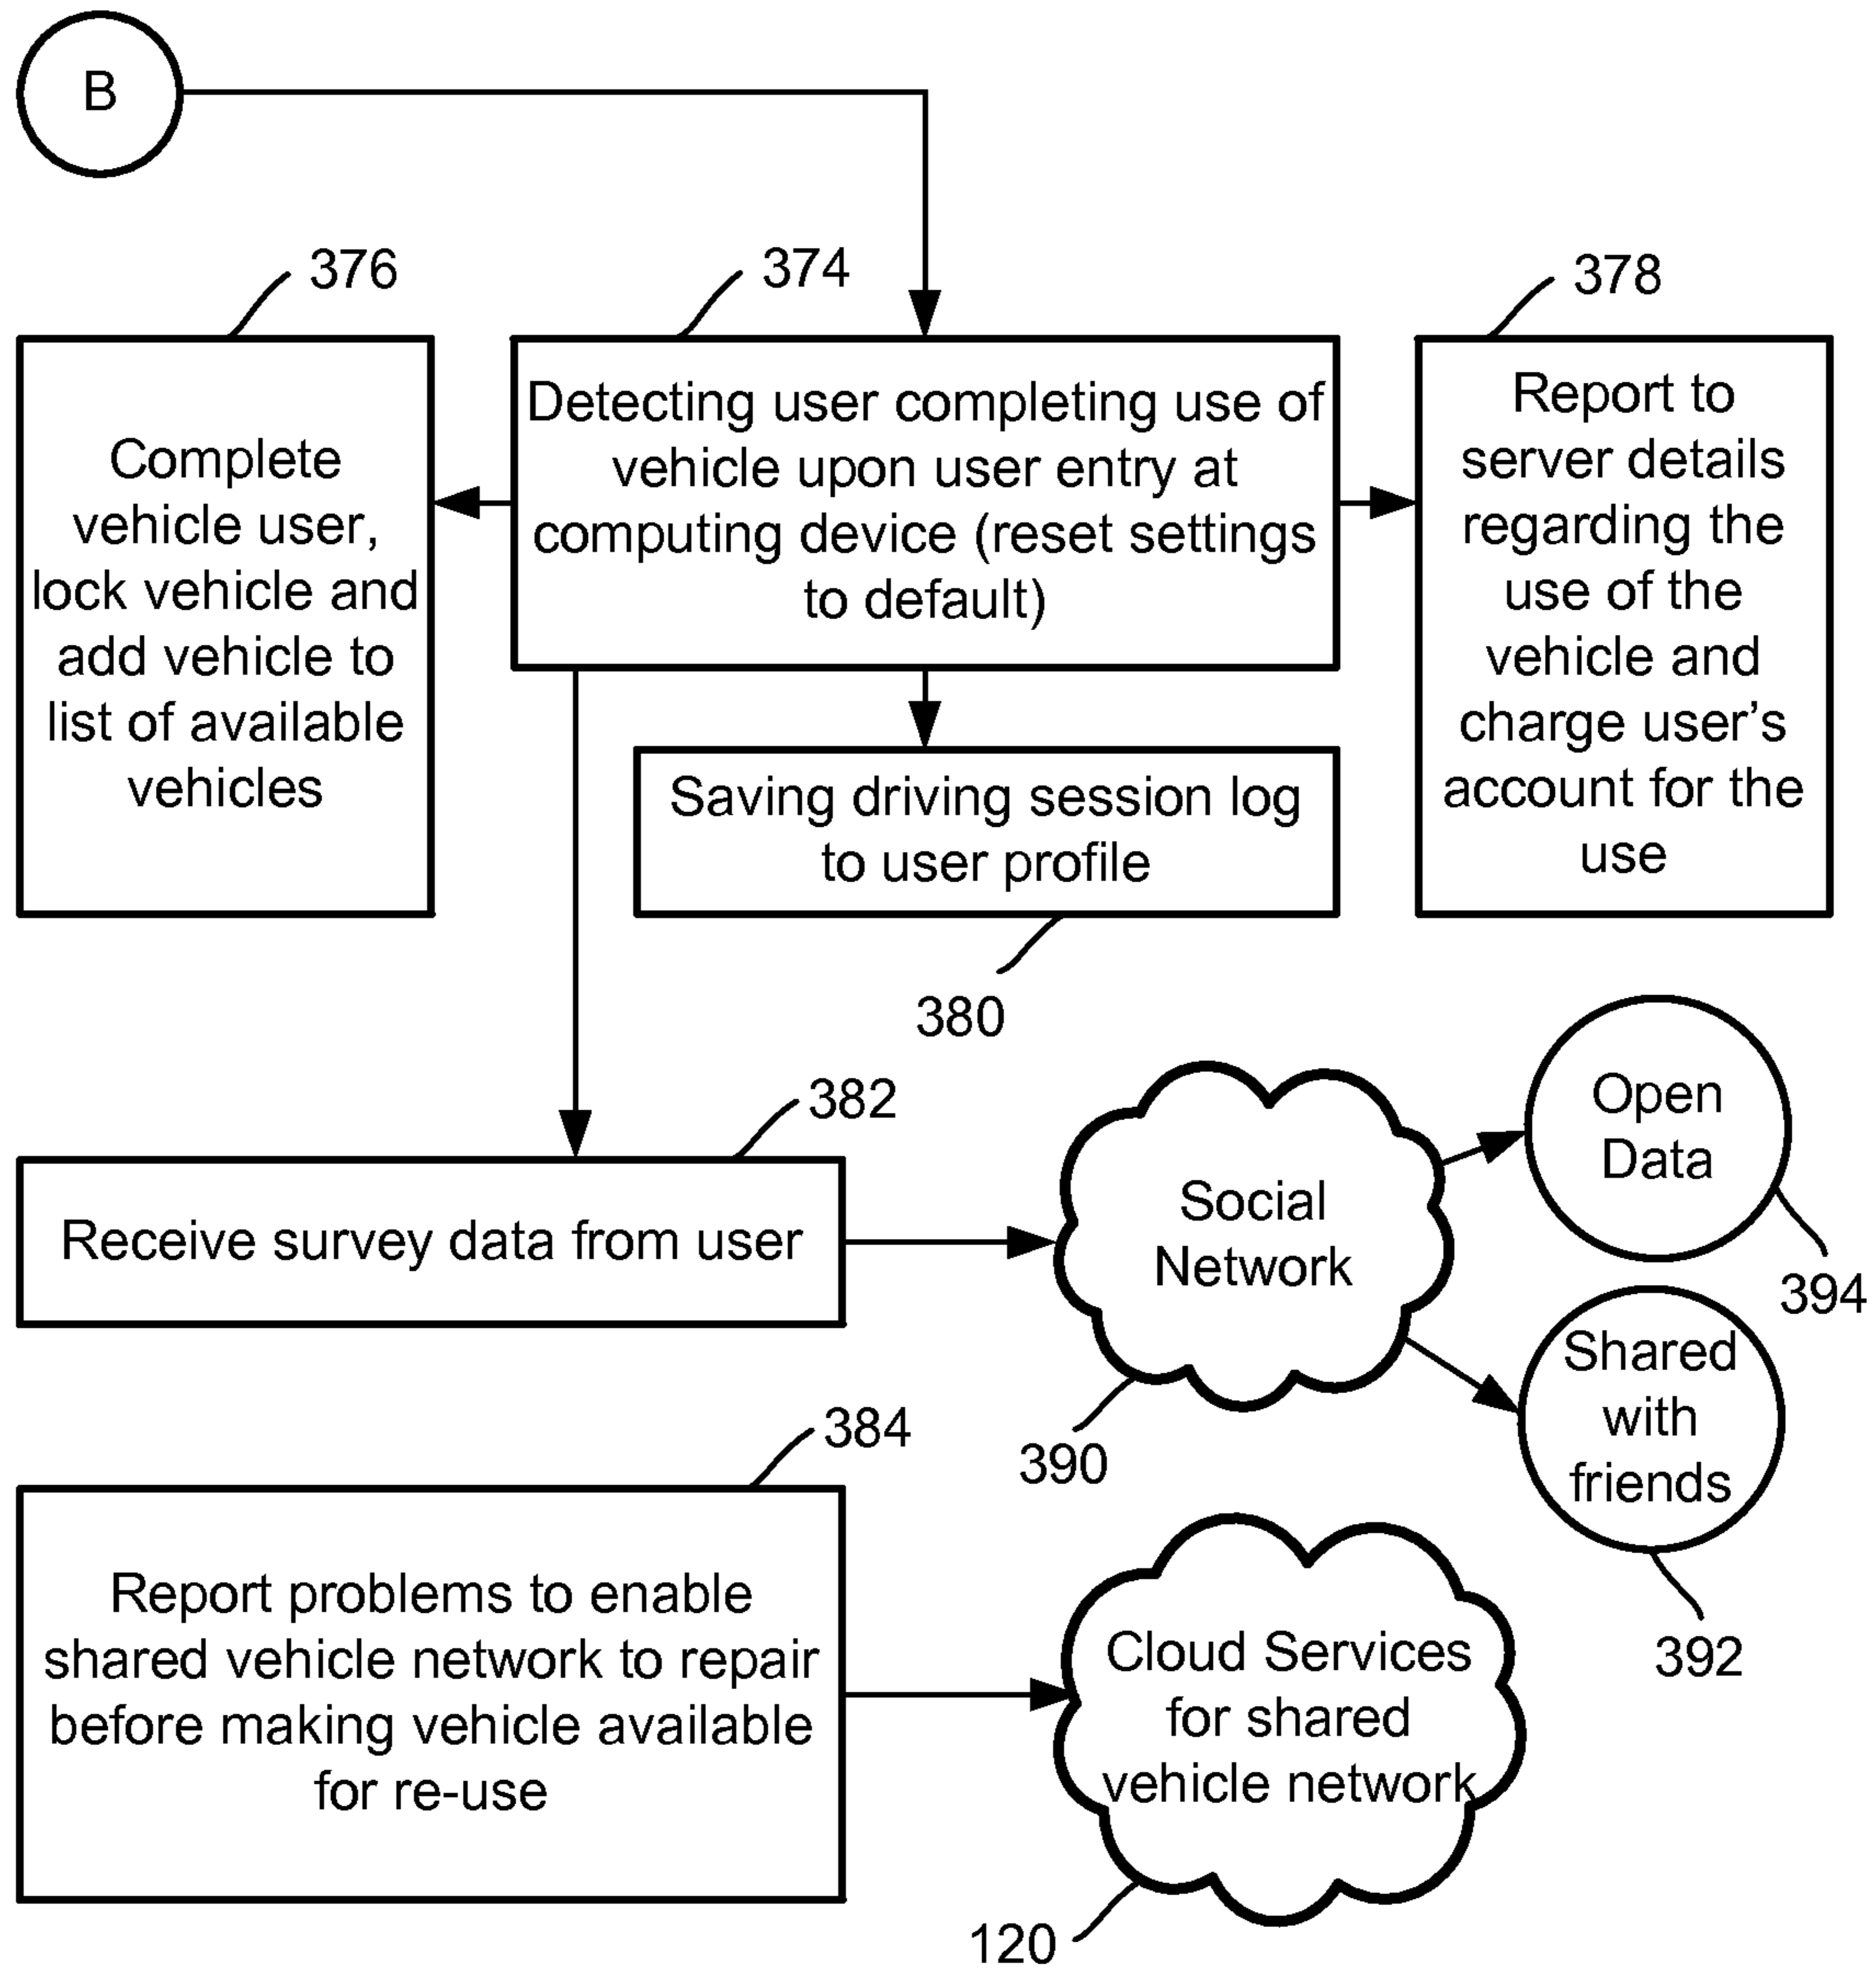 B
376
374
378
Complete
vehicle user,
lock vehicle and
add vehicle to
list of available
vehicles
Detecting user completing use of
vehicle upon user entry at
computing device (reset settings
to default)
Report to
server details
regarding the
use of the
vehicle and
charge user’s
account for the
use
Saving driving session log
to user profile
380
382
Receive survey data from user
Social
Network
390
Open
Data
394
Shared
with
friends
392
384
Report problems to enable
shared vehicle network to repair
before making vehicle available
for re-use
Cloud Services
for shared
vehicle network
120